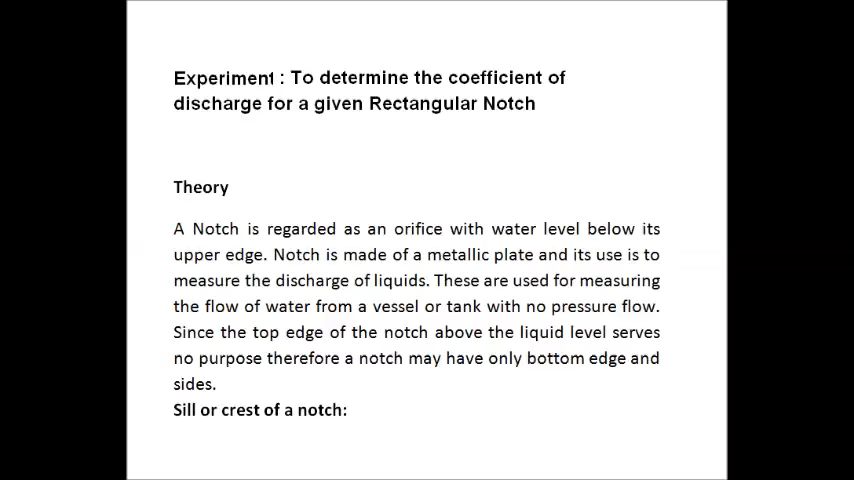 Experiment : To determine the coefficient of
discharge for a given Rectangular Notch
Theory
A Notch is regarded as an orifice with water level below its
upper edge. Notch is made of a metallic plate and its use is to
measure the discharge of liquids. These are used for measuring
the flow of water from a vessel or tank with no pressure flow.
Since the top edge of the notch above the liquid level serves
no purpose therefore a notch may have only bottom edge and
sides.
Sill or crest of a notch: